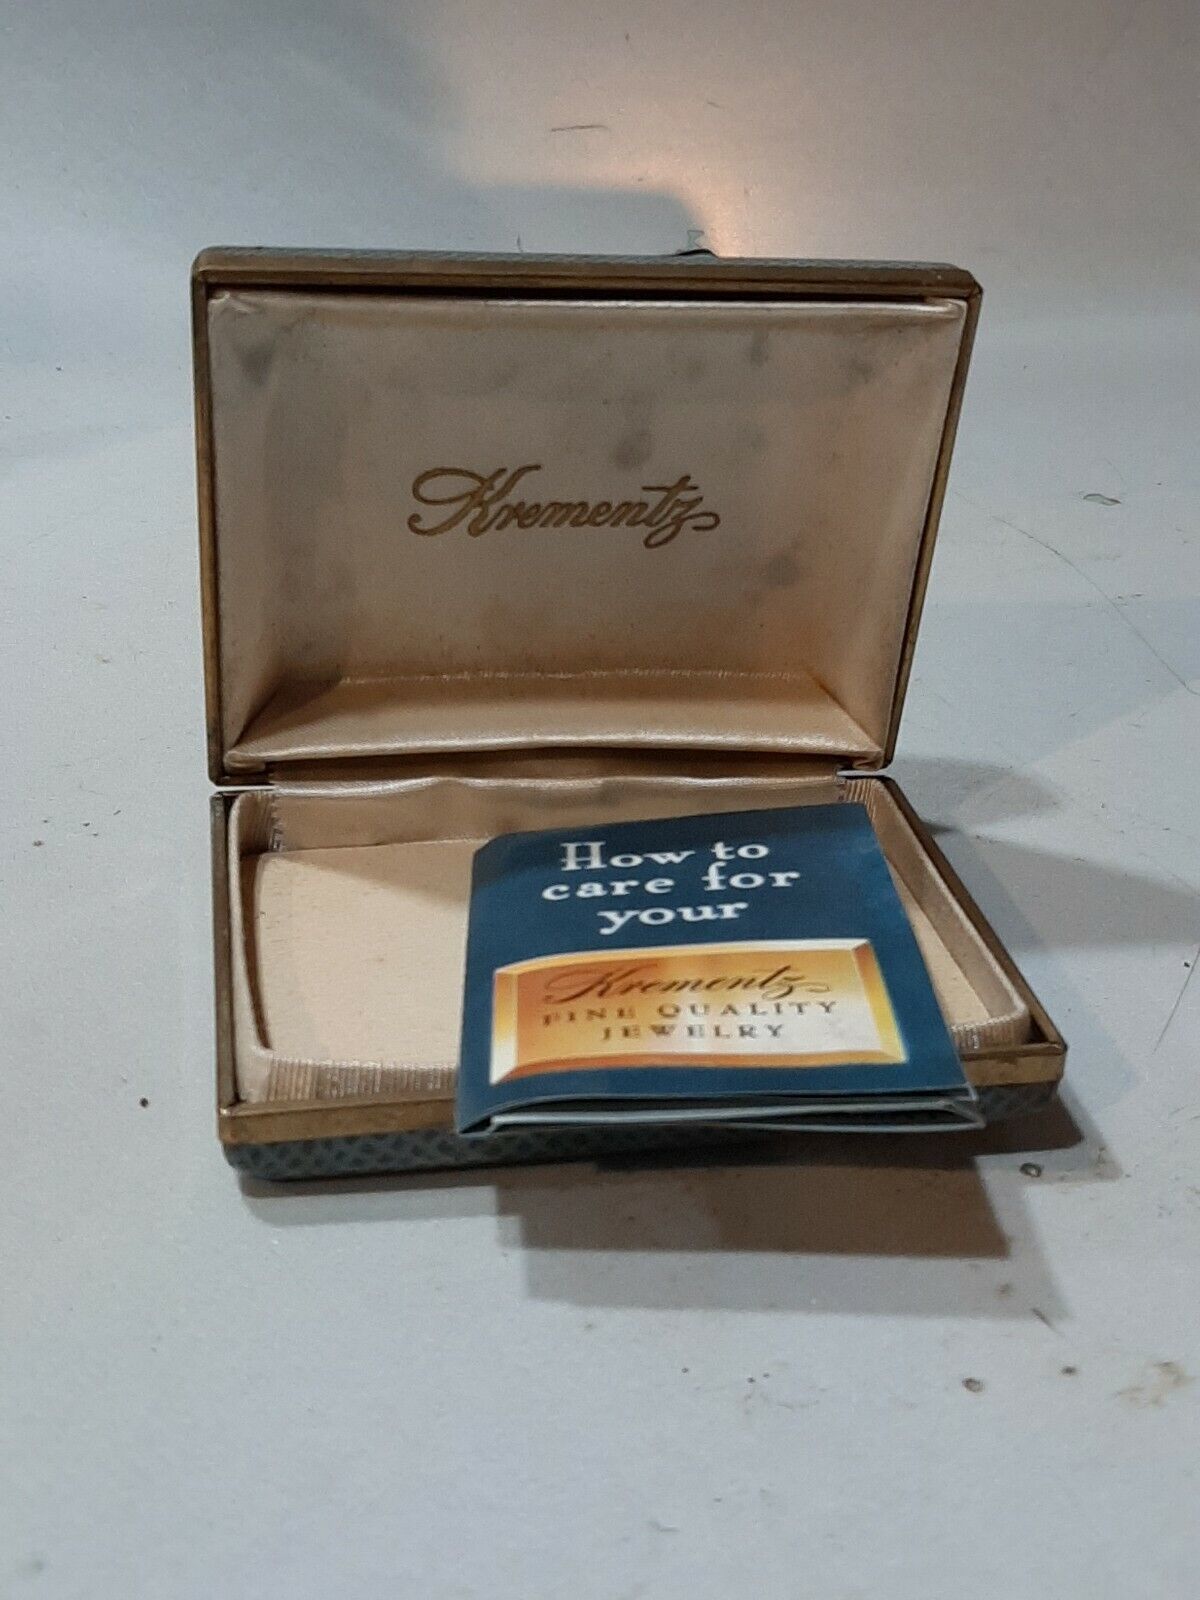 Krementz
How to
care for
your
Krementz
FINE QUALITY
JEWELRY